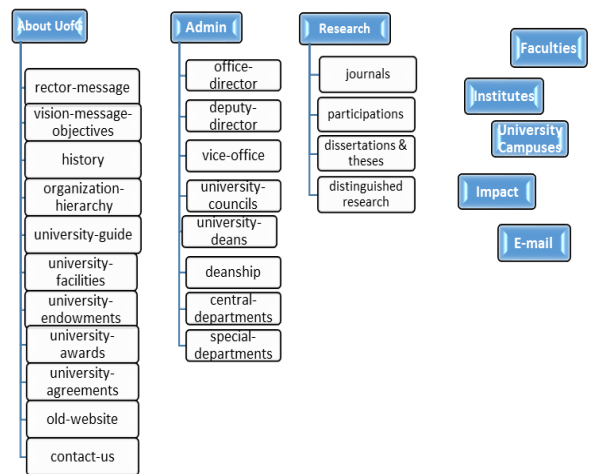 About UofG
rector-message
vision-message-
objectives
history
organization-
hierarchy
university-guide
university-
facilities
university-
endowments
university-
awards
university-
agreements
old-website
contact-us
Admin
office-
director
deputy-
director
vice-office
university-
councils
university-
deans
deanship
central-
departments
special-
departments
Research
journals
participations
dissertations &
theses
distinguished
research
Faculties
Institutes
University
Campuses
Impact
E-mail